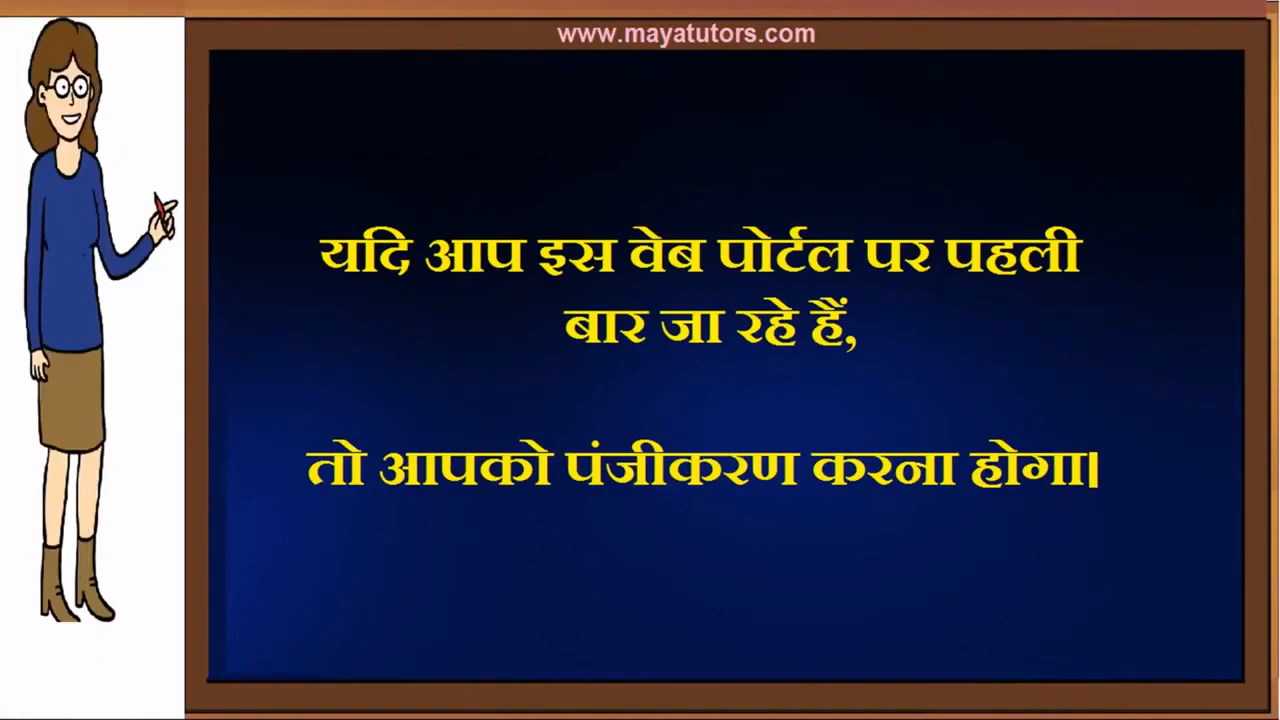 www.mayatutors.com
यदि आप इस वेब पोर्टल पर पहली
बार जा रहे हैं,
तो आपको पंजीकरण करना होगा।